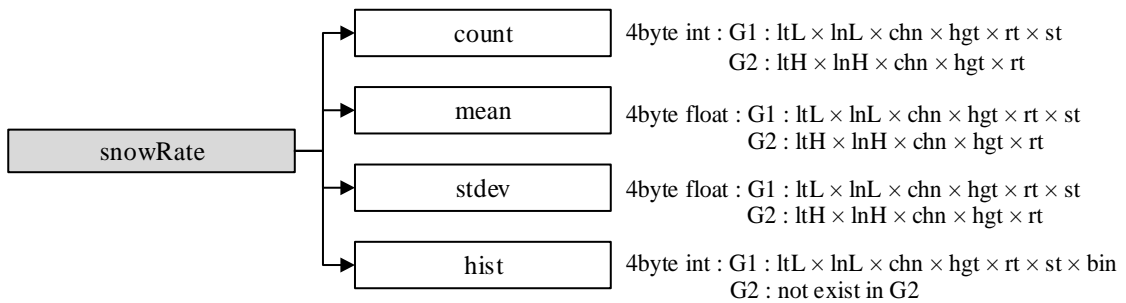 count
4byte int : G1 : ltL × lnL × chn × hgt × rt × st
G2 : ltH × lnH × chn × hgt × rt
mean
4byte float : G1 : ltL × lnL × chn × hgt × rt × st
G2 : ltH × lnH × chn × hgt × rt
snowRate
stdev
4byte float : G1 : ltL × lnL × chn × hgt × rt × st
G2 : ltH × lnH × chn × hgt × rt
hist
4byte int : G1 : ltL × lnL × chn × hgt × rt × st × bin
G2 : not exist in G2